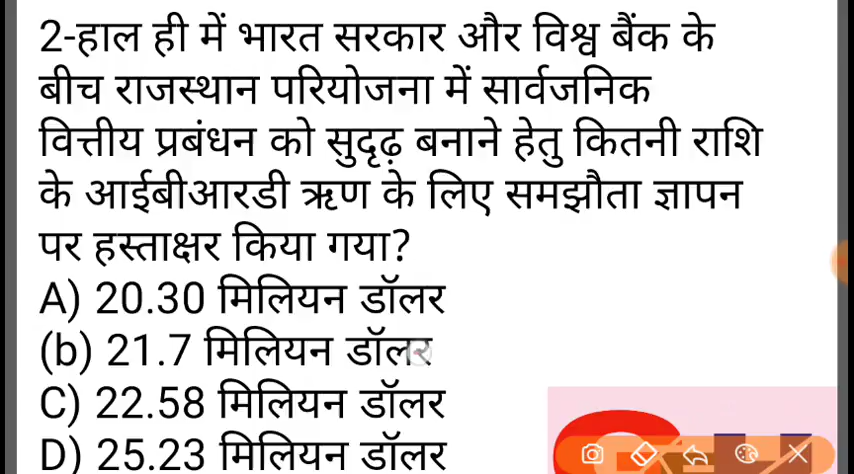 2-हाल ही में भारत सरकार और विश्व बैंक के
बीच राजस्थान परियोजना में सार्वजनिक
वित्तीय प्रबंधन को सुदृढ़ बनाने हेतु कितनी राशि
के आईबीआरडी ऋण के लिए समझौता ज्ञापन
पर हस्ताक्षर किया गया?
A) 20.30 मिलियन डॉलर
(b) 21.7 मिलियन डॉलर
C) 22.58 मिलियन डॉलर
D) 25.23 मिलियन डॉलर